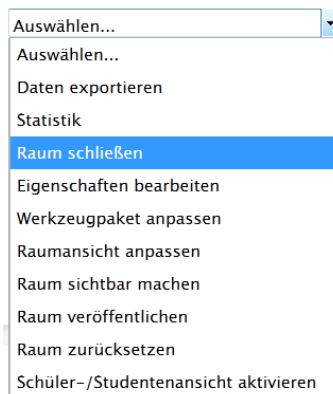 Auswählen...
Auswählen...
Daten exportieren
Statistik
Raum schließen
Eigenschaften bearbeiten
Werkzeugpaket anpassen
Raumansicht anpassen
Raum sichtbar machen
Raum veröffentlichen
Raum zurücksetzen
Schüler-/Studentenansicht aktivieren